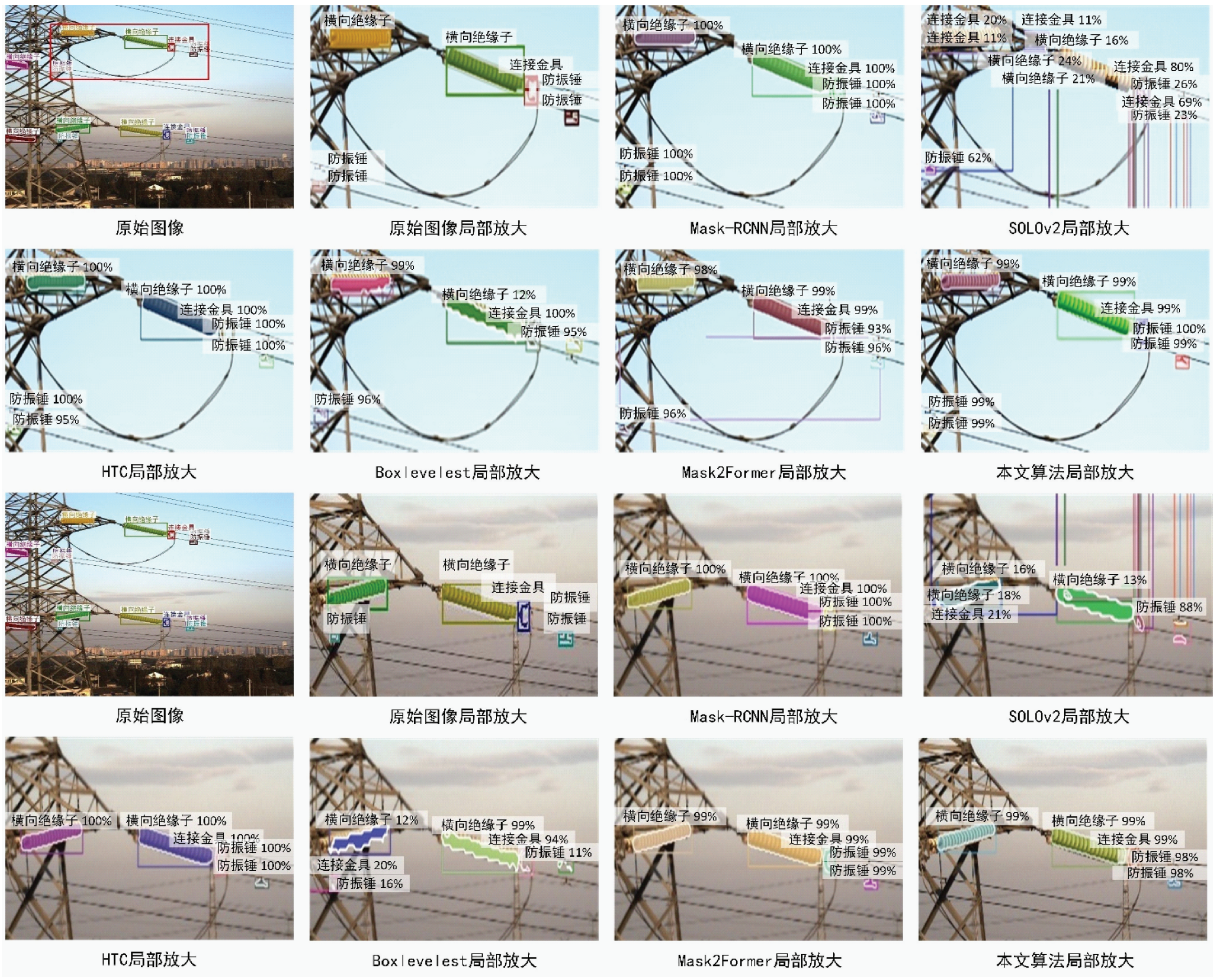 横向绝缘子
横向绝缘子
连接金具
防振锤
防振锤
防振锤
防振锤
横向绝缘子 100%
横向绝缘子 100%
连接金具 100%
防振锤 100%
防振锤 100%
防振锤 100%
防振锤 100%
连接金具 20%
连接金具 11%
连接金具 11%
横向绝缘子 16%
横向绝缘子 24%
横向绝缘子 21%
连接金具 80%
防振锤 26%
连接金具 69%
防振锤 23%
防振锤 62%
原始图像
原始图像局部放大
Mask-RCNN局部放大
SOLOv2局部放大
横向绝缘子 100%
横向绝缘子 100%
连接金具 100%
防振锤 100%
防振锤 100%
防振锤 100%
防振锤 95%
横向绝缘子 99%
横向绝缘子 12%
连接金具 100%
防振锤 95%
防振锤 96%
横向绝缘子 98%
横向绝缘子 99%
连接金具 99%
防振锤 93%
防振锤 96%
防振锤 96%
横向绝缘子 99%
横向绝缘子 99%
连接金具 99%
防振锤 100%
防振锤 99%
防振锤 99%
防振锤 99%
HTC局部放大
Boxlevelest局部放大
Mask2Former局部放大
本文算法局部放大
横向绝缘子
横向绝缘子
连接金具
防振锤
防振锤
防振锤
横向绝缘子 100%
横向绝缘子 100%
连接金具 100%
防振锤 100%
防振锤 100%
横向绝缘子 16%
横向绝缘子 18%
连接金具 21%
横向绝缘子 13%
防振锤 88%
原始图像
原始图像局部放大
Mask-RCNN局部放大
SOLOv2局部放大
横向绝缘子 100%
横向绝缘子 100%
连接金具 100%
防振锤 100%
防振锤 100%
横向绝缘子 12%
横向绝缘子 99%
连接金具 94%
防振锤 11%
连接金具 20%
防振锤 16%
横向绝缘子 99%
横向绝缘子 99%
连接金具 99%
防振锤 99%
防振锤 99%
横向绝缘子 99%
横向绝缘子 99%
连接金具 99%
防振锤 98%
防振锤 98%
HTC局部放大
Boxlevelest局部放大
Mask2Former局部放大
本文算法局部放大